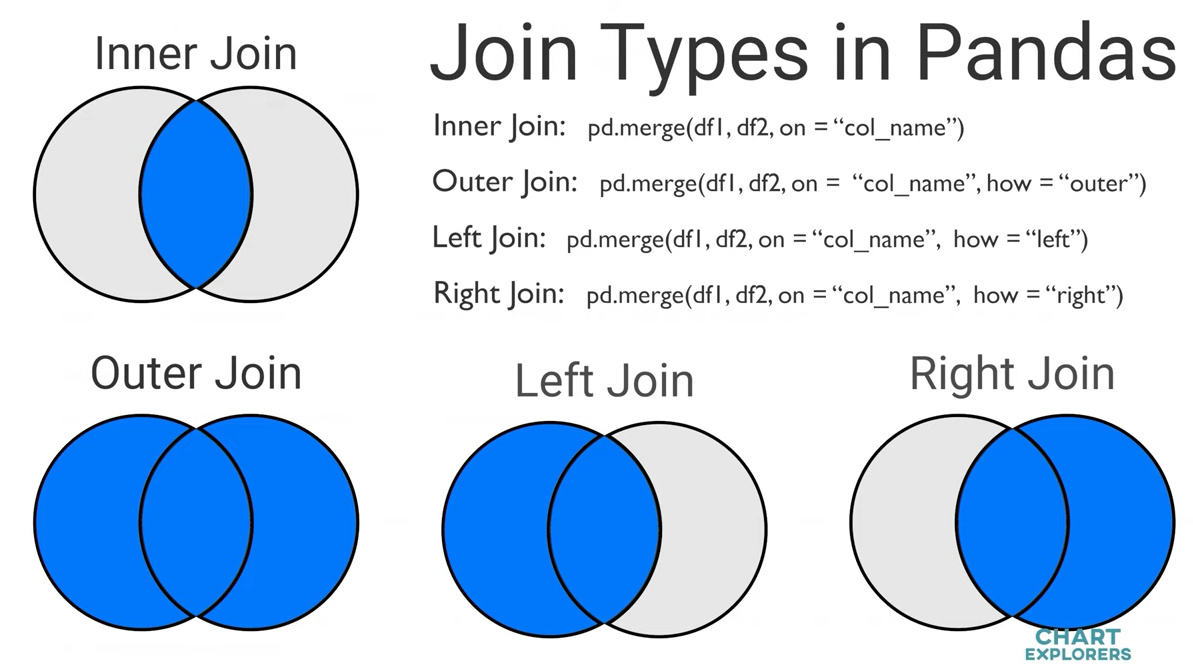 Inner Join
Join Types in Pandas
Inner Join: pd.merge(df1, df2, on = “col_name”)
Outer Join: pd.merge(df1, df2, on = “col_name”, how = “outer”)
Left Join: pd.merge(df1, df2, on = “col_name”, how = “left”)
Right Join: pd.merge(df1, df2, on = “col_name”, how = “right”)
Outer Join
Left Join
Right Join
CHART
EXPLORERS